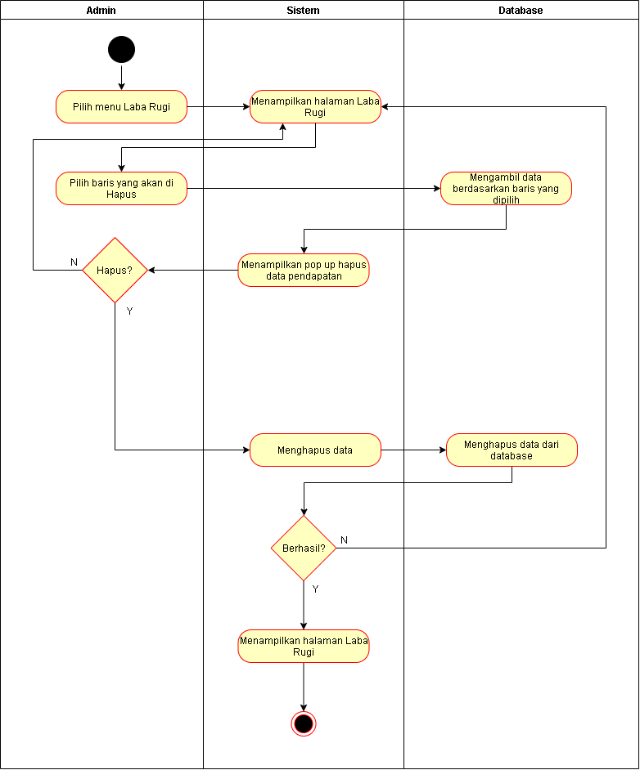 Admin
Sistem
Database
Pilih menu Laba Rugi
Menampilkan halaman Laba
Rugi
Pilih baris yang akan di
Hapus
Mengambil data
berdasarkan baris yang
dipilih
Menampilkan pop up hapus
data pendapatan
Hapus?
N
Y
Menghapus data
Menghapus data dari
database
Berhasil?
N
Y
Menampilkan halaman Laba
Rugi